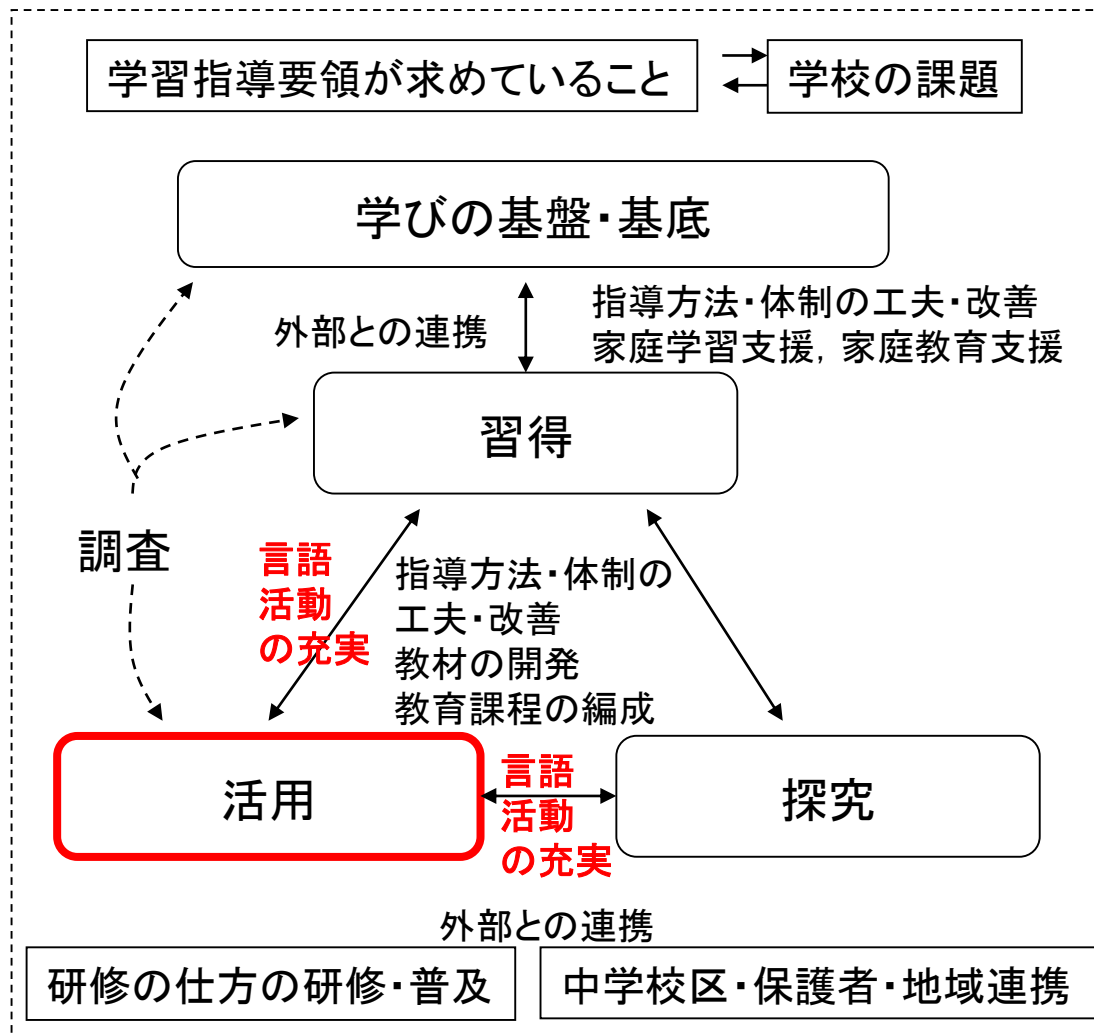 学習指導要領が求めていること
学校の課題
学びの基盤・基底
外部との連携
指導方法・体制の工夫・改善
家庭学習支援，家庭教育支援
習得
調査
言語
活動
の充実
指導方法・体制の
工夫・改善
教材の開発
教育課程の編成
活用
言語
活動
の充実
探究
外部との連携
研修の仕方の研修・普及
中学校区・保護者・地域連携